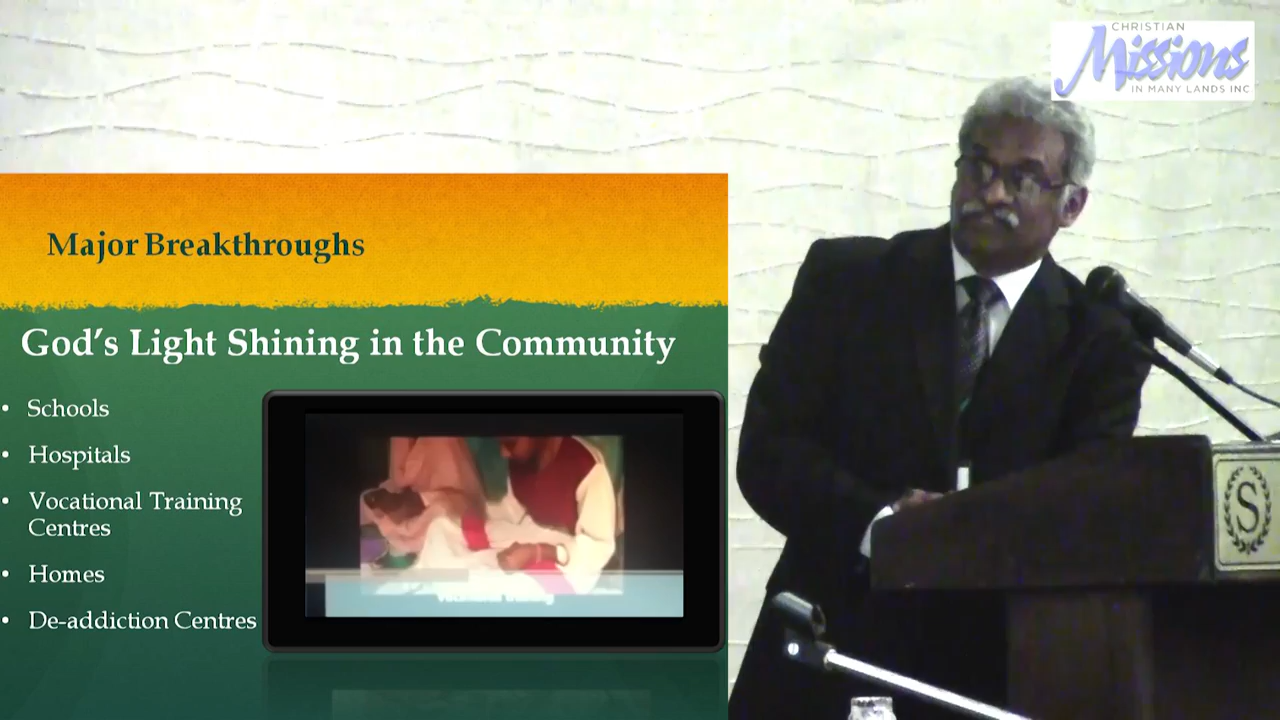 CHRISTIAN
Missions
IN MANY LANDS INC
Major Breakthroughs
God's Light Shining in the Community
• Schools
• Hospitals
• Vocational Training
Centres
• Homes
• De-addiction Centres
S